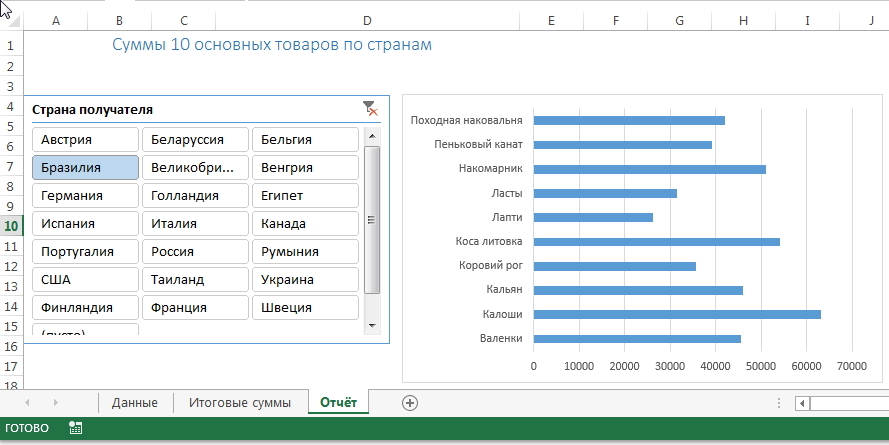 A B C D E F G H I J
1 Суммы 10 основных товаров по странам
2
3
4
5
6
7
8
9
10
11
12
13
14
15
16
17
18
Страна получателя
Австрия Беларуссия Бельгия
Бразилия Великобри... Венгрия
Германия Голландия Египет
Испания Италия Канада
Португалия Россия Румыния
США Таиланд Украина
Финляндия Франция Швеция
(пусто)
Походная наковальня
Пеньковый канат
Накомарник
Ласты
Лапти
Коса литовка
Коровий рог
Кальян
Калоши
Валенки
0 10000 20000 30000 40000 50000 60000 70000
Данные Итоговые суммы Отчёт
ГОТОВО